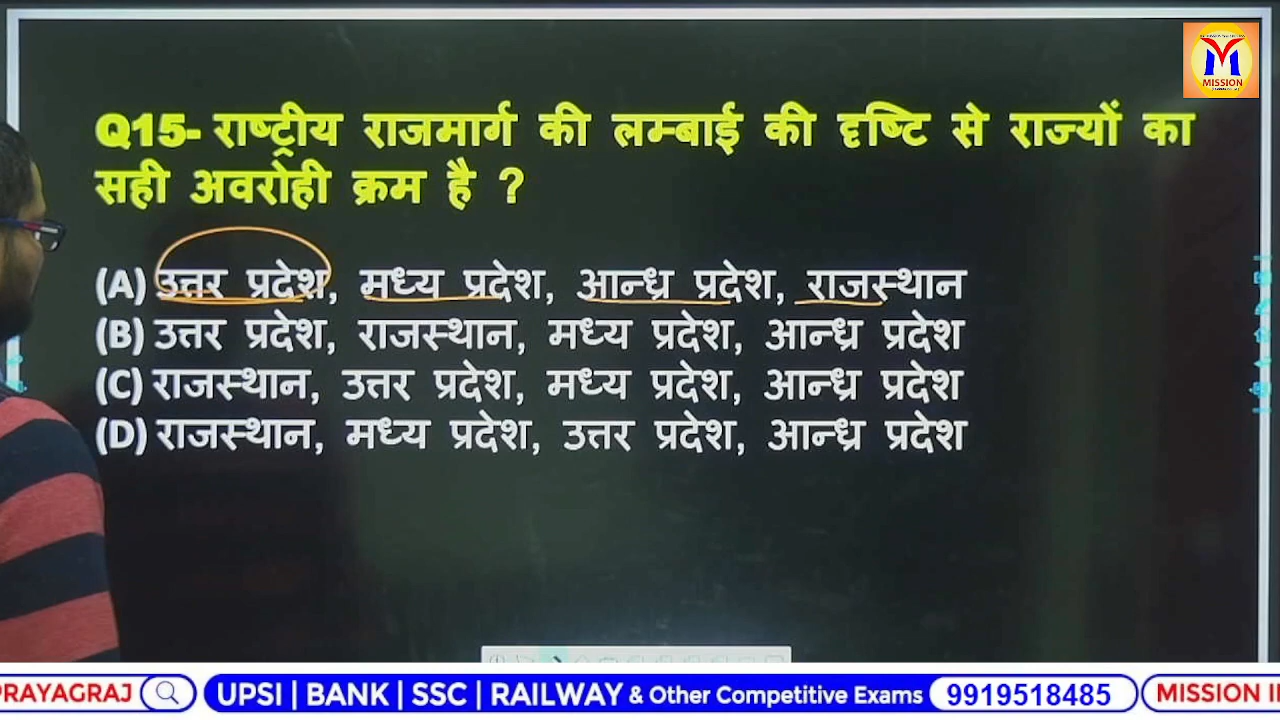 MISSION
Q15- राष्ट्रीय राजमार्ग की लम्बाई की दृष्टि से राज्यों का
सही अवरोही क्रम है ?
(A) उत्तर प्रदेश, मध्य प्रदेश, आन्ध्र प्रदेश, राजस्थान
(B) उत्तर प्रदेश, राजस्थान, मध्य प्रदेश, आन्ध्र प्रदेश
(C) राजस्थान, उत्तर प्रदेश, मध्य प्रदेश, आन्ध्र प्रदेश
(D) राजस्थान, मध्य प्रदेश, उत्तर प्रदेश, आन्ध्र प्रदेश
PRAYAGRAJ UPSI | BANK | SSC | RAILWAY & Other Competitive Exams 9919518485 MISSION